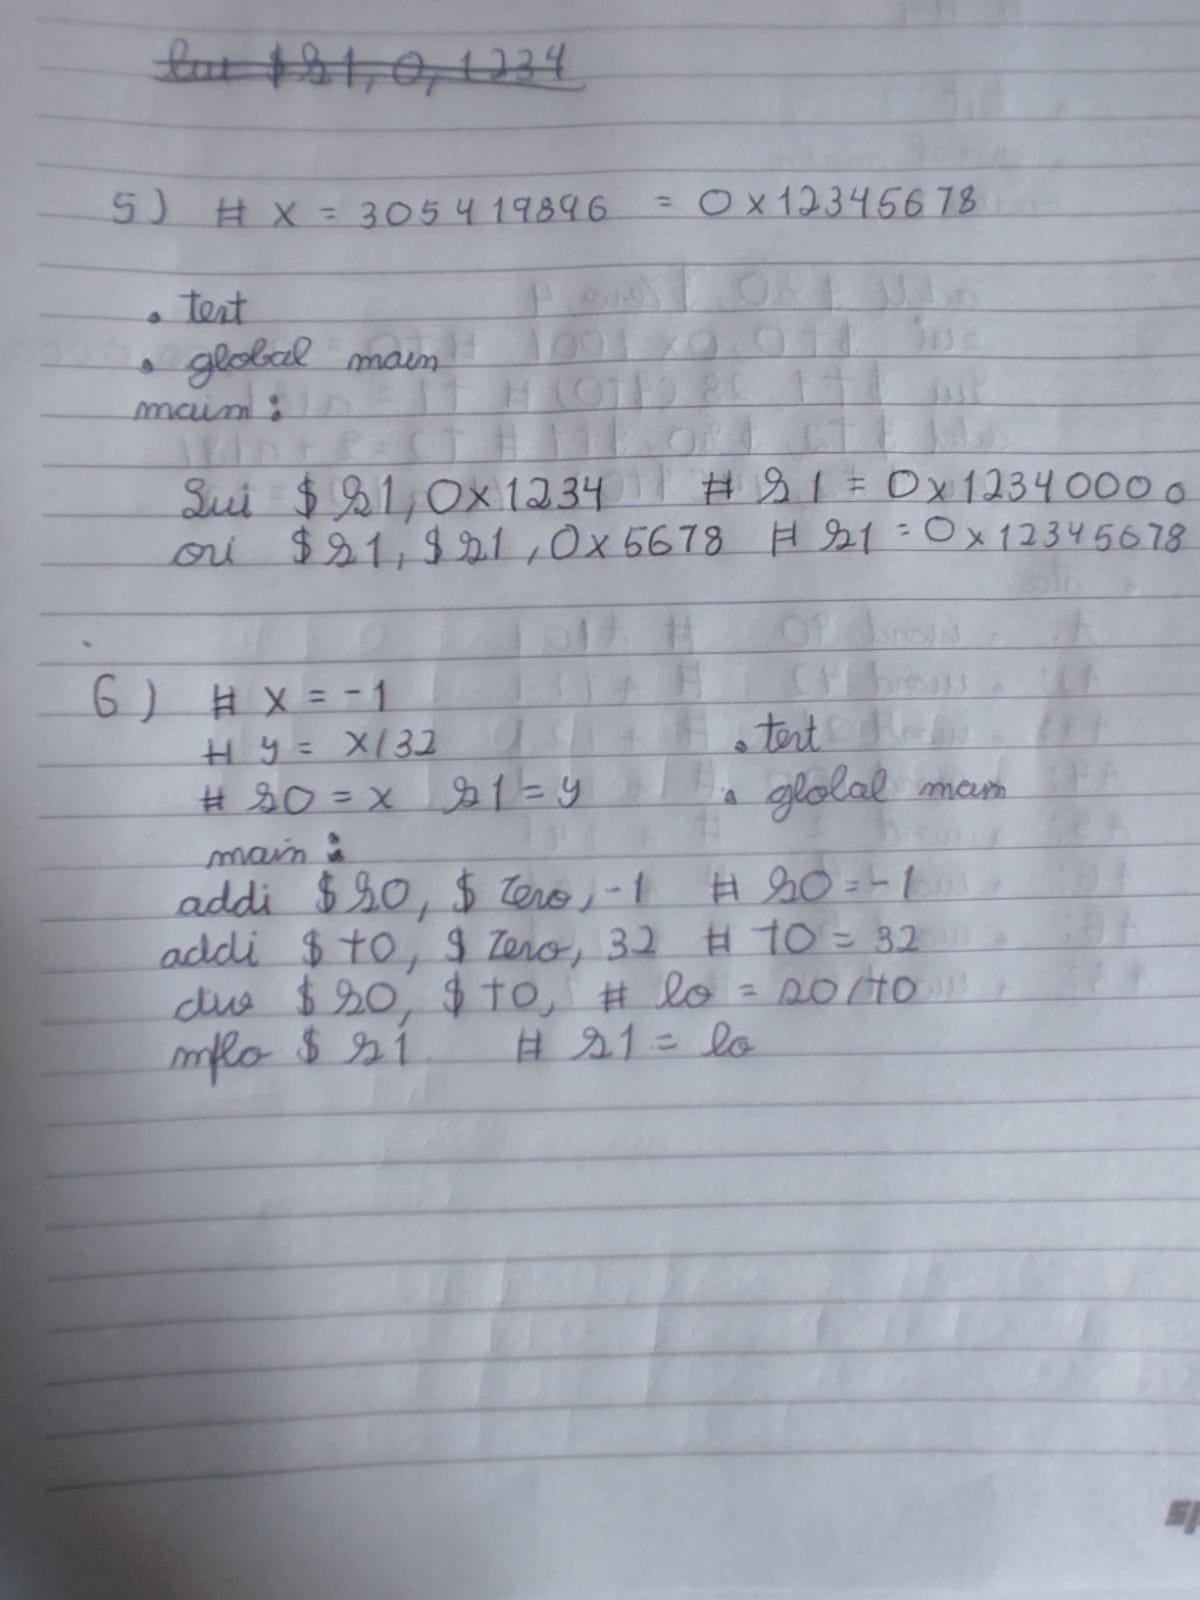 lui $s1, 0, 1234
5) # X = 305419896 = 0x12345678
. text
. global main
main:
lui $s1, 0x1234 # s1 = 0x12340000
ori $s1, $s1, 0x5678 # s1 = 0x12345678
6) # X = -1
# y = X/32
. text
# s0 = x s1 = y
. global main
main:
addi $s0, $zero, -1 # s0 = -1
addi $t0, $zero, 32 # t0 = 32
div $s0, $t0, # lo = s0/t0
mflo $s1 # s1 = lo